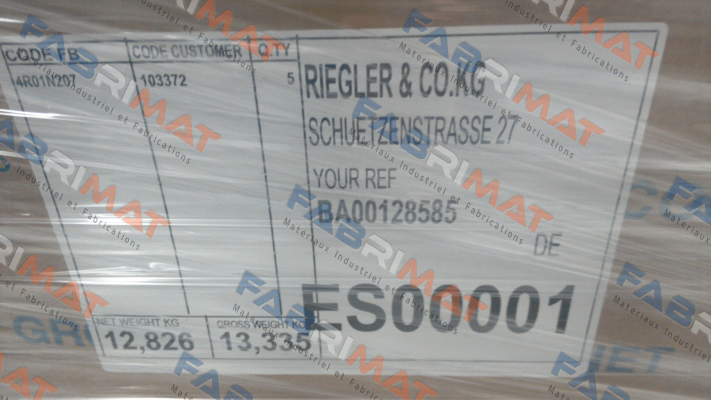 CODE FB CODE CUSTOMER Q.TY
4R01N207 103372 5
RIEGLER & CO.KG
SCHUETZENSTRASSE 27
YOUR REF
BA00128585
DE
ES00001
NET WEIGHT KG GROSS WEIGHT KG
12,826 13,335
FABRIMAT
Materiaux Industriel et Fabrications